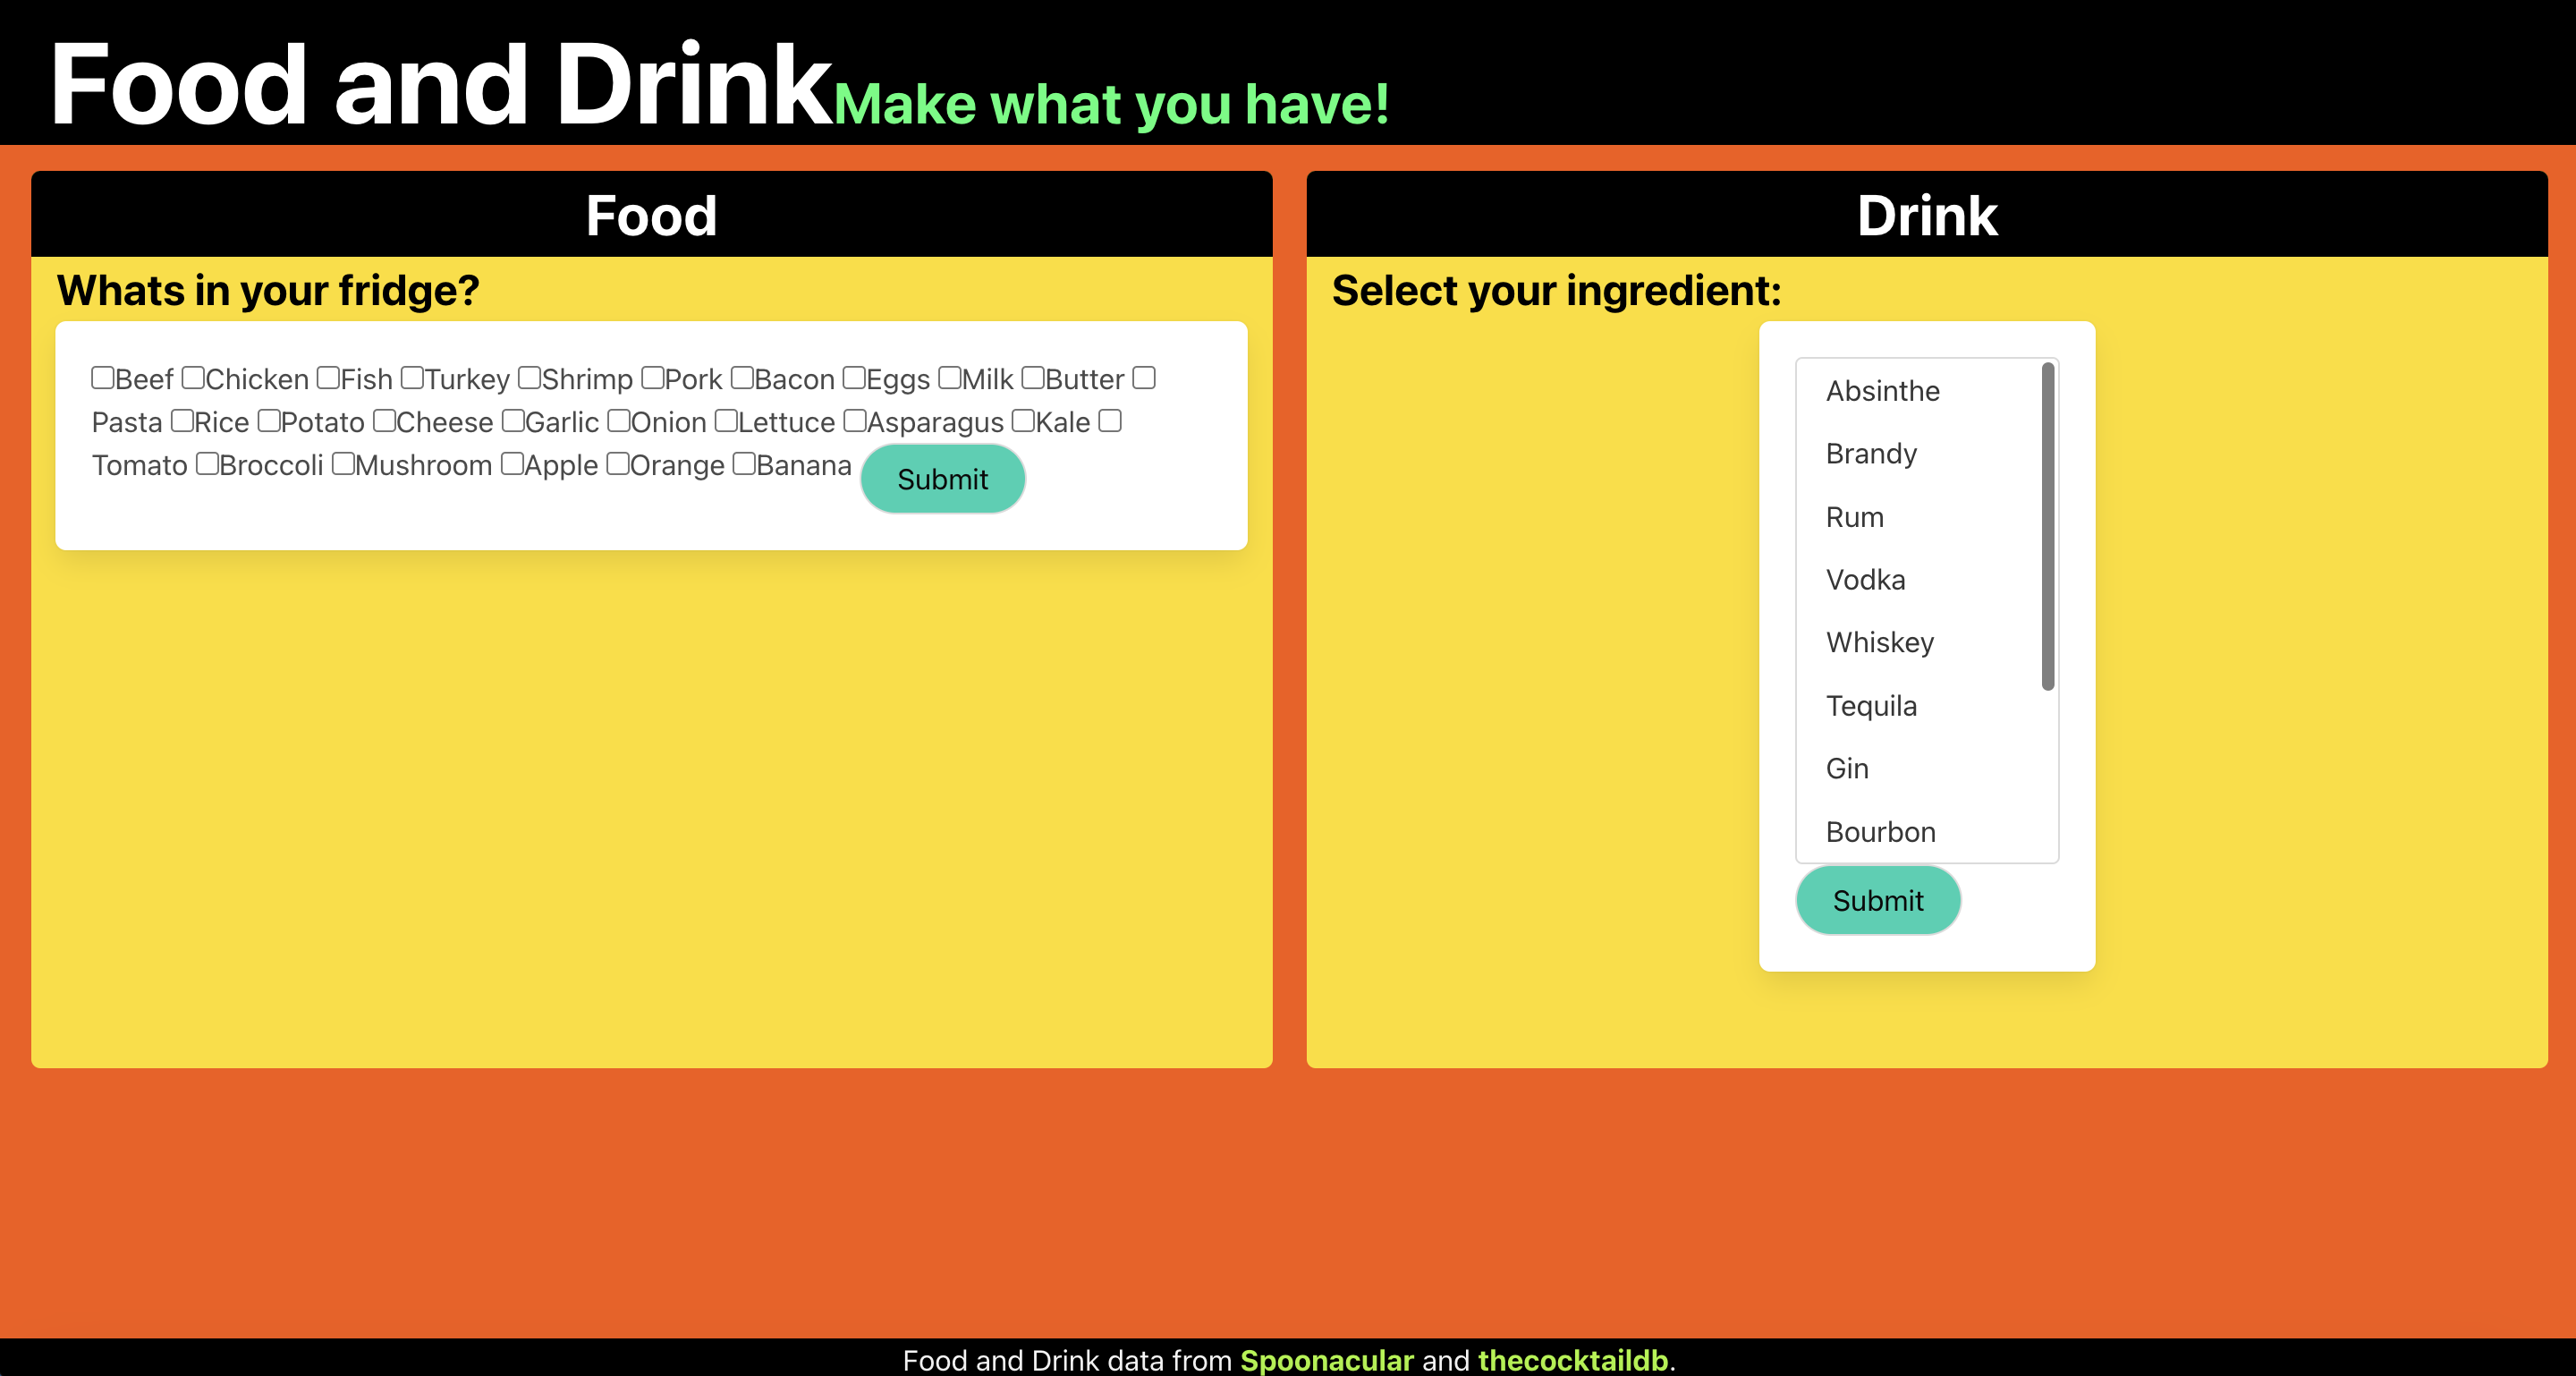 Food and Drink Make what you have!
Food
Whats in your fridge?
Beef Chicken Fish Turkey Shrimp Pork Bacon Eggs Milk Butter
Pasta Rice Potato Cheese Garlic Onion Lettuce Asparagus Kale
Tomato Broccoli Mushroom Apple Orange Banana Submit
Drink
Select your ingredient:
Absinthe
Brandy
Rum
Vodka
Whiskey
Tequila
Gin
Bourbon
Submit
Food and Drink data from Spoonacular and thecocktaildb.